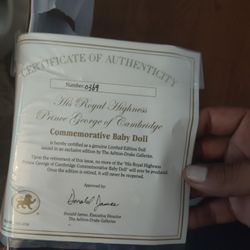 CERTIFICATE OF AUTHENTICITY
Number: 0369
His Royal Highness
Prince George of Cambridge
Commemorative Baby Doll
is hereby certified as a genuine Limited Edition Doll
issued in an exclusive edition by The Ashton-Drake Galleries.
Upon the retirement of this issue, no more of the "His Royal Highness
Prince George of Cambridge Commemorative Baby Doll" will ever be produced.
Once the edition is retired, it will never be reopened.
Approved by
Donald James
Donald James, Executive Director
The Ashton-Drake Galleries